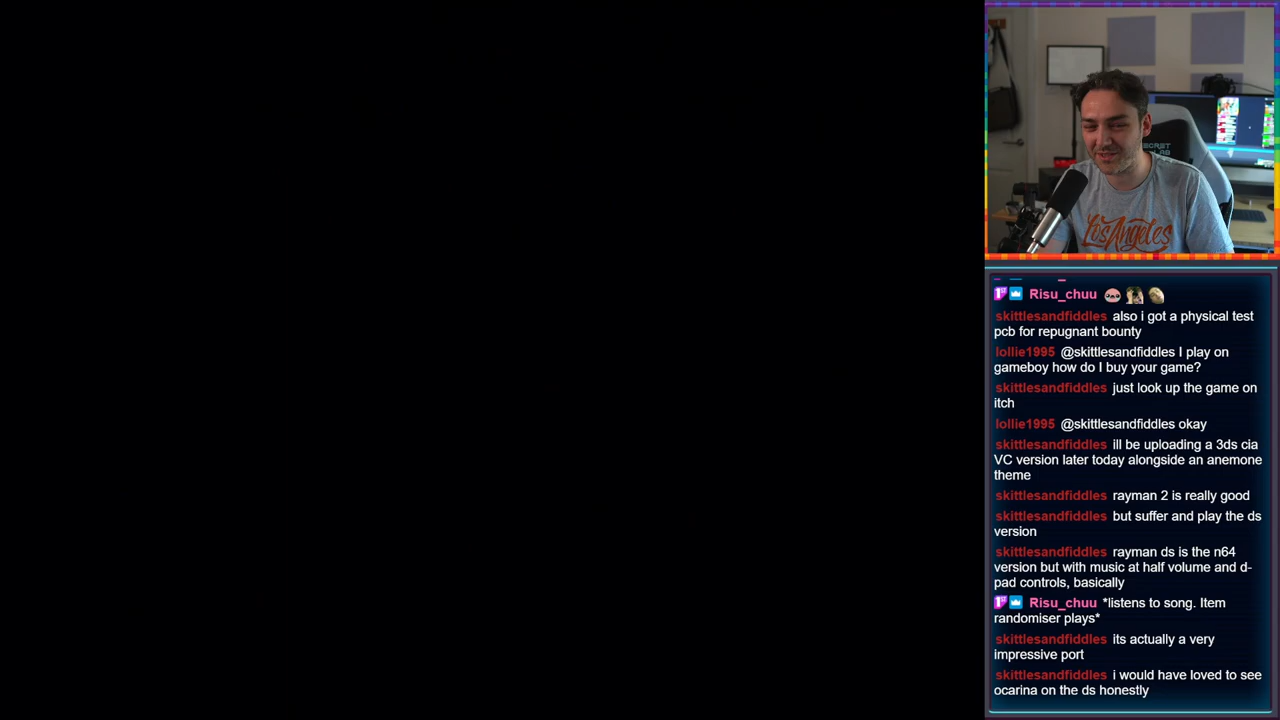 SECRET
LAB
Los Angeles
Risu_chuu
skittlesandfiddles also i got a physical test
pcb for repugnant bounty
lollie1995 @skittlesandfiddles I play on
gameboy how do I buy your game?
skittlesandfiddles just look up the game on
itch
lollie1995 @skittlesandfiddles okay
skittlesandfiddles ill be uploading a 3ds cia
VC version later today alongside an anemone
theme
skittlesandfiddles rayman 2 is really good
skittlesandfiddles but suffer and play the ds
version
skittlesandfiddles rayman ds is the n64
version but with music at half volume and d-
pad controls, basically
Risu_chuu *listens to song. Item
randomiser plays*
skittlesandfiddles its actually a very
impressive port
skittlesandfiddles i would have loved to see
ocarina on the ds honestly